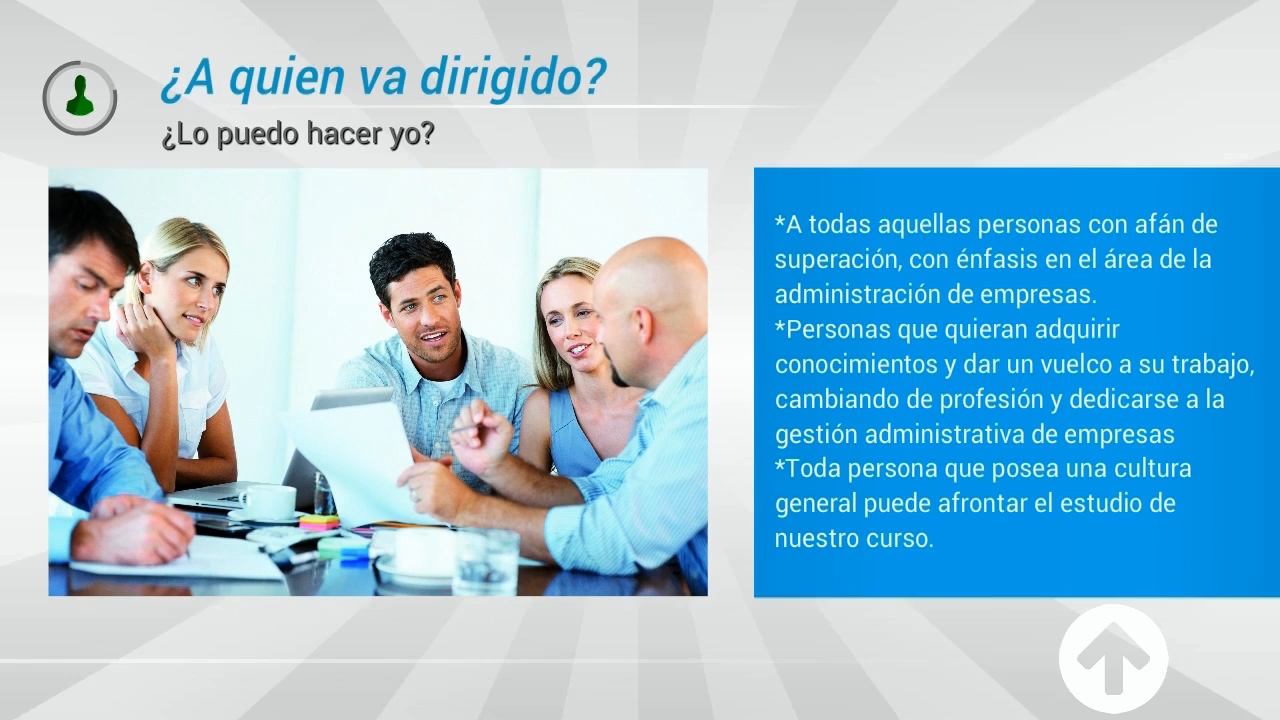 ¿A quien va dirigido?
¿Lo puedo hacer yo?
*A todas aquellas personas con afán de
superación, con énfasis en el área de la
administración de empresas.
*Personas que quieran adquirir
conocimientos y dar un vuelco a su trabajo,
cambiando de profesión y dedicarse a la
gestión administrativa de empresas
*Toda persona que posea una cultura
general puede afrontar el estudio de
nuestro curso.